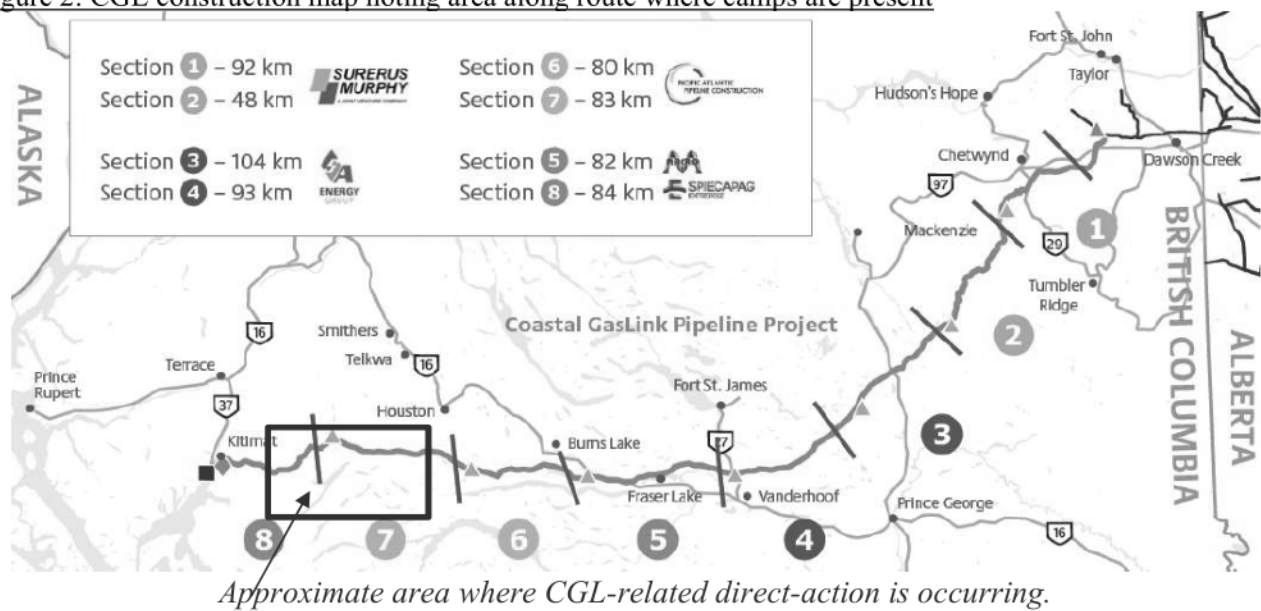 igure 2: CGL construction map noting area along route where camps are present
Section 1 – 92 km
Section 2 – 48 km
SURERUS
MURPHY
Section 3 – 104 km
Section 4 – 93 km
ENERGY
GROUP
Section 6 – 80 km
Section 7 – 83 km
PACIFIC ATLANTIC
PIPELINE CONSTRUCTION
Section 5 – 82 km
Section 8 – 84 km
SPIECAPAG
ALASKA
Fort St. John
Taylor
Hudson's Hope
Chetwynd
Dawson Creek
97
Mackenzie
29
1
Tumbler
Ridge
BRITISH COLUMBIA
ALBERTA
2
Coastal GasLink Pipeline Project
16
Smithers
Telkwa
16
Terrace
Prince
Rupert
37
Houston
Fort St. James
Kitimat
Burns Lake
27
3
Fraser Lake
Vanderhoof
Prince George
16
8
7
6
5
4
Approximate area where CGL-related direct-action is occurring.